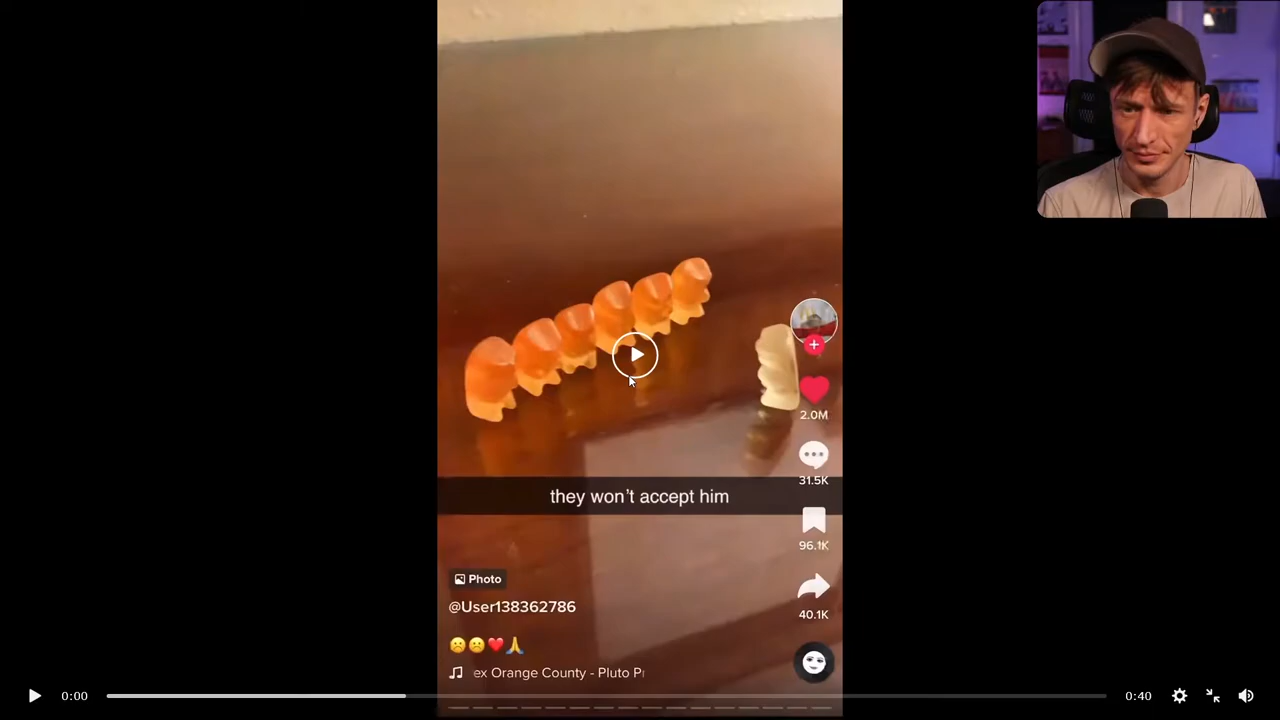 2.0M
31.5K
they won't accept him
96.1K
Photo
@User138362786
40.1K
☹️☹️❤️🙏
ex Orange County - Pluto Pr
0:00
0:40